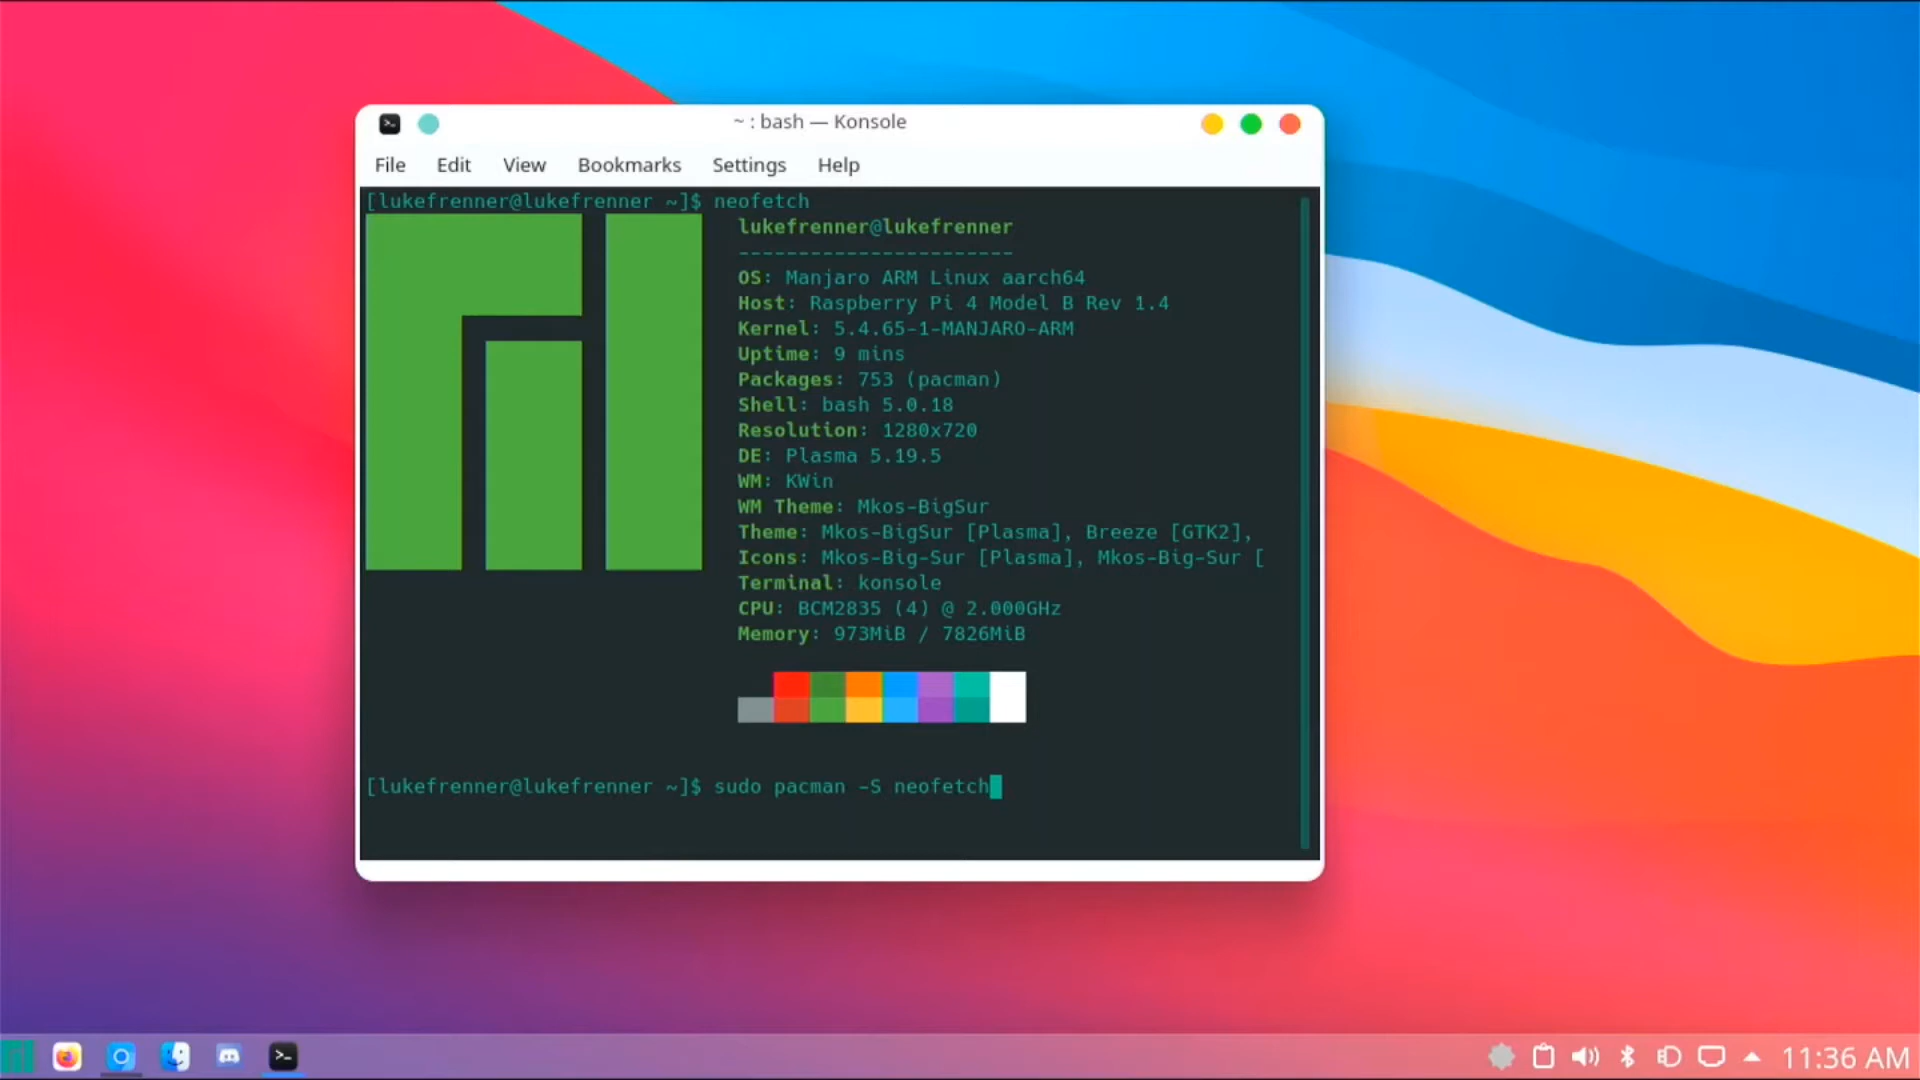 ~ : bash — Konsole
File Edit View Bookmarks Settings Help
[lukefrenner@lukefrenner ~]$ neofetch
lukefrenner@lukefrenner
-----------------------
OS: Manjaro ARM Linux aarch64
Host: Raspberry Pi 4 Model B Rev 1.4
Kernel: 5.4.65-1-MANJARO-ARM
Uptime: 9 mins
Packages: 753 (pacman)
Shell: bash 5.0.18
Resolution: 1280x720
DE: Plasma 5.19.5
WM: KWin
WM Theme: Mkos-BigSur
Theme: Mkos-BigSur [Plasma], Breeze [GTK2],
Icons: Mkos-Big-Sur [Plasma], Mkos-Big-Sur [
Terminal: konsole
CPU: BCM2835 (4) @ 2.000GHz
Memory: 973MiB / 7826MiB
[lukefrenner@lukefrenner ~]$ sudo pacman -S neofetch
11:36 AM